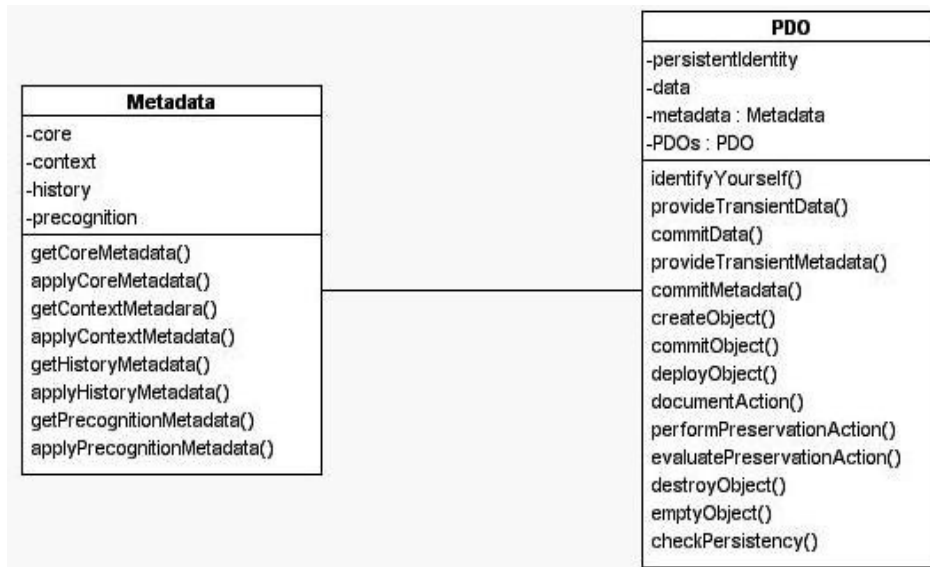 Metadata
-core
-context
-history
-precognition
getCoreMetadata()
applyCoreMetadata()
getContextMetadara()
applyContextMetadata()
getHistoryMetadata()
applyHistoryMetadata()
getPrecognitionMetadata()
applyPrecognitionMetadata()
PDO
-persistentIdentity
-data
-metadata : Metadata
-PDOs : PDO
identifyYourself()
provideTransientData()
commitData()
provideTransientMetadata()
commitMetadata()
createObject()
commitObject()
deployObject()
documentAction()
performPreservationAction()
evaluatePreservationAction()
destroyObject()
emptyObject()
checkPersistency()